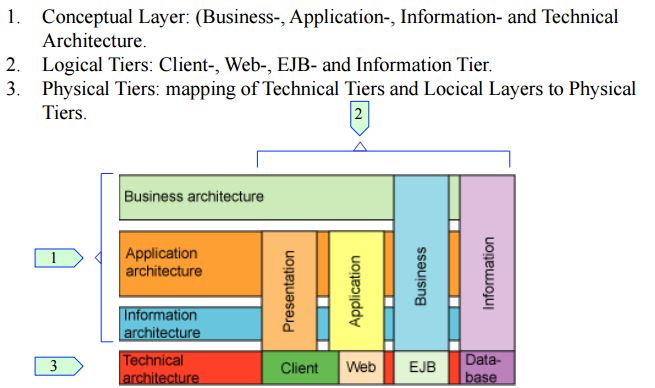 1. Conceptual Layer: (Business-, Application-, Information- and Technical
Architecture.
2. Logical Tiers: Client-, Web-, EJB- and Information Tier.
3. Physical Tiers: mapping of Technical Tiers and Locical Layers to Physical
Tiers.
2
Business architecture
1
Application
architecture
Presentation
Application
Business
Information
Information
architecture
3
Technical
architecture
Client
Web
EJB
Data-
base